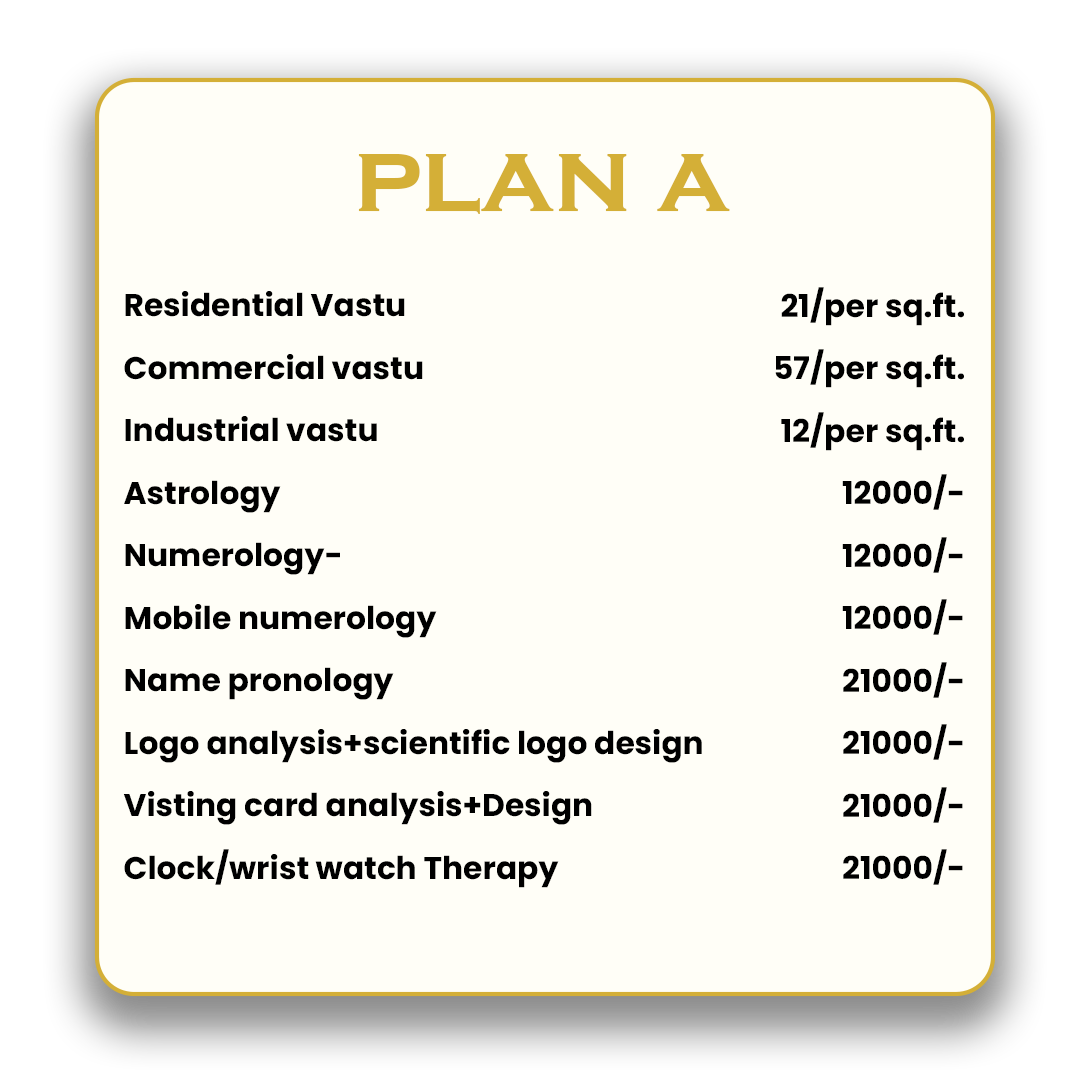 PLAN A
Residential Vastu 21/per sq.ft.
Commercial vastu 57/per sq.ft.
Industrial vastu 12/per sq.ft.
Astrology 12000/-
Numerology- 12000/-
Mobile numerology 12000/-
Name pronology 21000/-
Logo analysis+scientific logo design 21000/-
Visting card analysis+Design 21000/-
Clock/wrist watch Therapy 21000/-